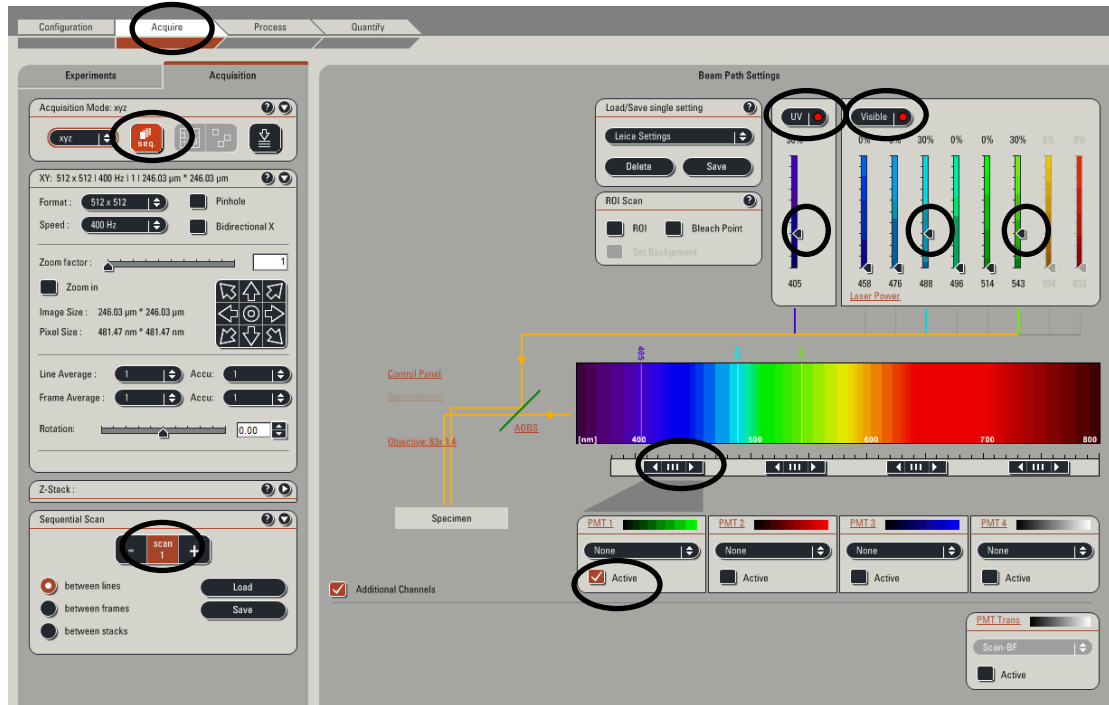 Configuration Acquire Process Quantify
Experiments Acquisition
Acquisition Mode: xyz ?
xyz seq.
XY: 512 x 512 | 400 Hz | 1 | 246.03 µm * 246.03 µm ?
Format : 512 x 512 Pinhole
Speed : 400 Hz Bidirectional X
Zoom factor : 1
Zoom in
Image Size : 246.03 µm * 246.03 µm
Pixel Size : 481.47 nm * 481.47 nm
Line Average : 1 Accu: 1
Frame Average : 1 Accu: 1
Rotation: 0.00
Z-Stack : ?
Sequential Scan ?
- scan 1 +
between lines Load
between frames Save
between stacks
Beam Path Settings
Load/Save single setting ?
Leica Settings
Delete Save
ROI Scan ?
ROI Bleach Point
Set Background
UV Visible
30% 0% 0% 30% 0% 0% 30% 0% 0%
405 458 476 488 496 514 543 594 633
Laser Power
Control Panel
Spectrometer
AOBS
Objective: 63x 1.4
Specimen
405
[nm] 400 500 600 700 800
PMT 1 PMT 2 PMT 3 PMT 4
None None None None
Active Active Active Active
Additional Channels
PMT Trans
Scan-BF
Active